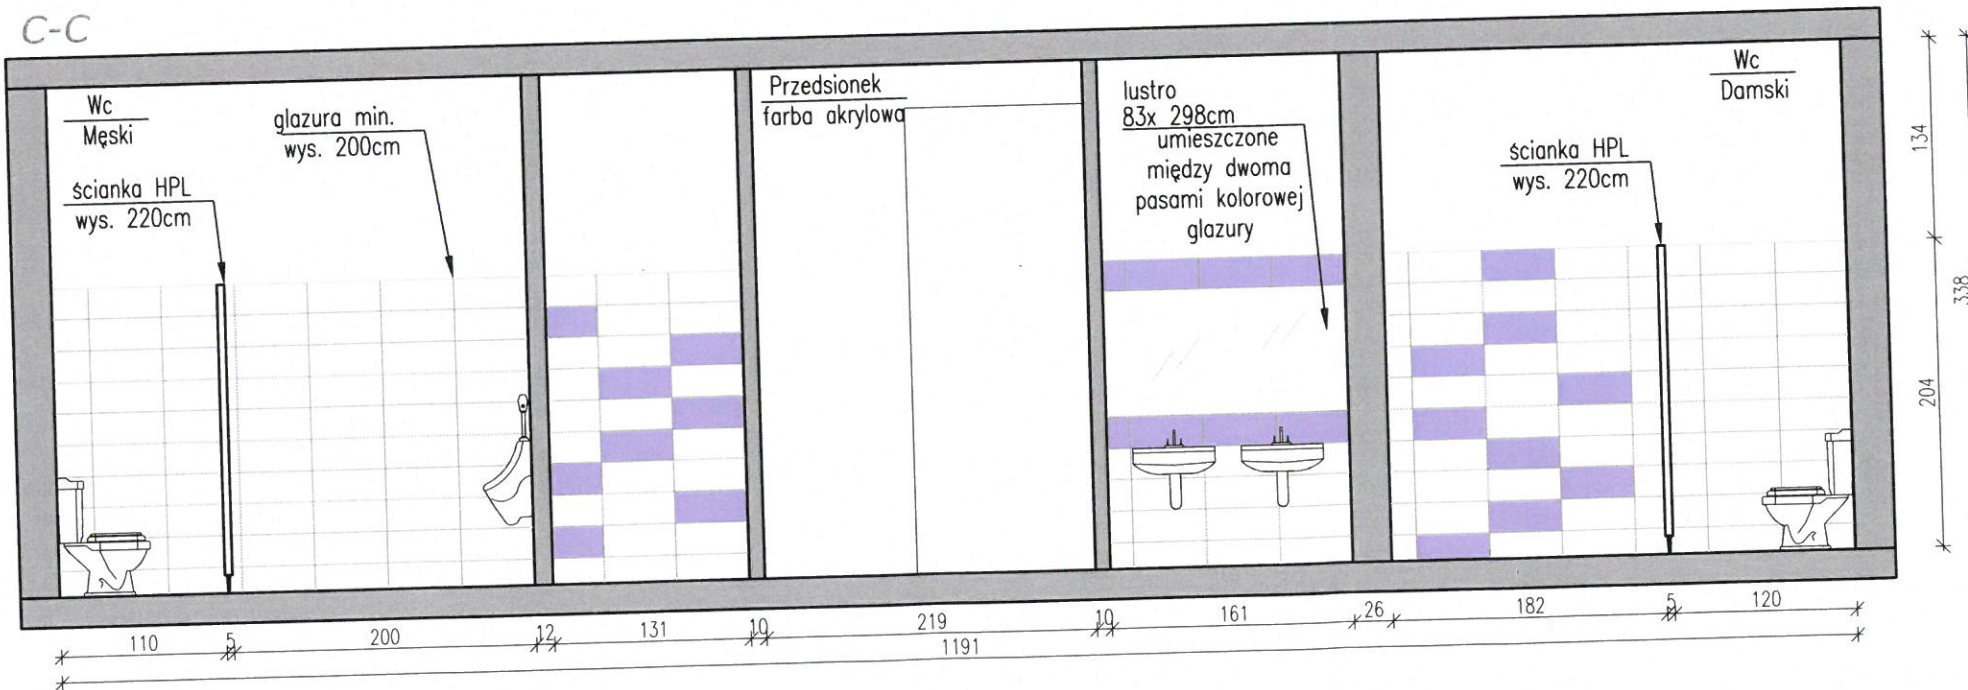 C-C
Wc
Męski
glazura min.
wys. 200cm
ścianka HPL
wys. 220cm
Przedsionek
farba akrylowa
lustro
83x 298cm
umieszczone
między dwoma
pasami kolorowej
glazury
Wc
Damski
ścianka HPL
wys. 220cm
134
204
338
110 5 200 12 131 10 219 10 161 26 182 5 120
1191